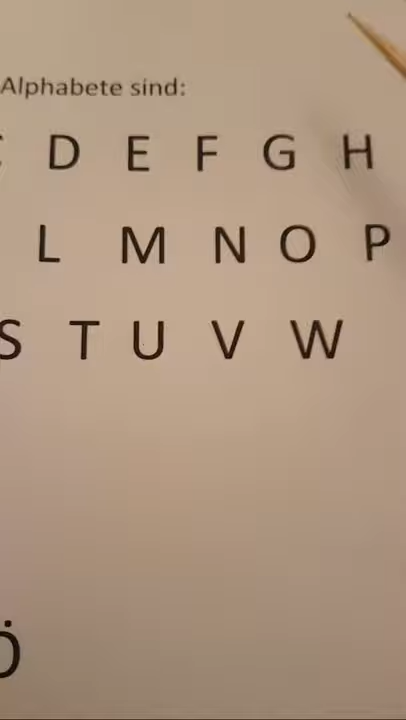 Alphabete sind:
D E F G H
L M N O P
S T U V W
Ö